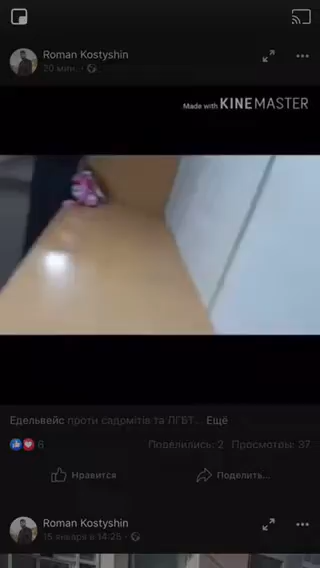 Roman Kostyshin
20 мин. •
Made with KINEMASTER
Едельвейс проти садомітів та ЛГБТ... Ещё
6
Поделились: 2 Просмотры: 37
Нравится
Поделить...
Roman Kostyshin
15 января в 14:25 •